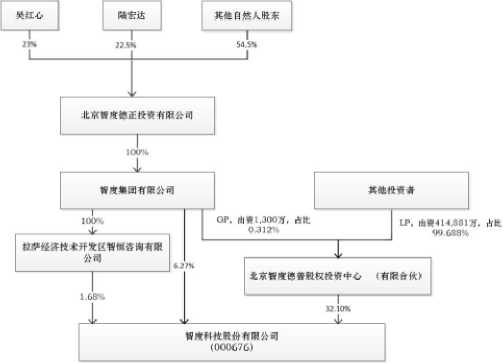 吴红心
陆宏达
其他自然人股东
23%
22.5%
54.5%
北京智度德正投资有限公司
100%
智度集团有限公司
其他投资者
100%
GP，出资1,300万，占比
0.312%
LP，出资414,881万，占比
99.688%
拉萨经济技术开发区智恒咨询有限
公司
6.27%
北京智度德普股权投资中心 （有限合伙）
1.68%
32.10%
智度科技股份有限公司
(000676)